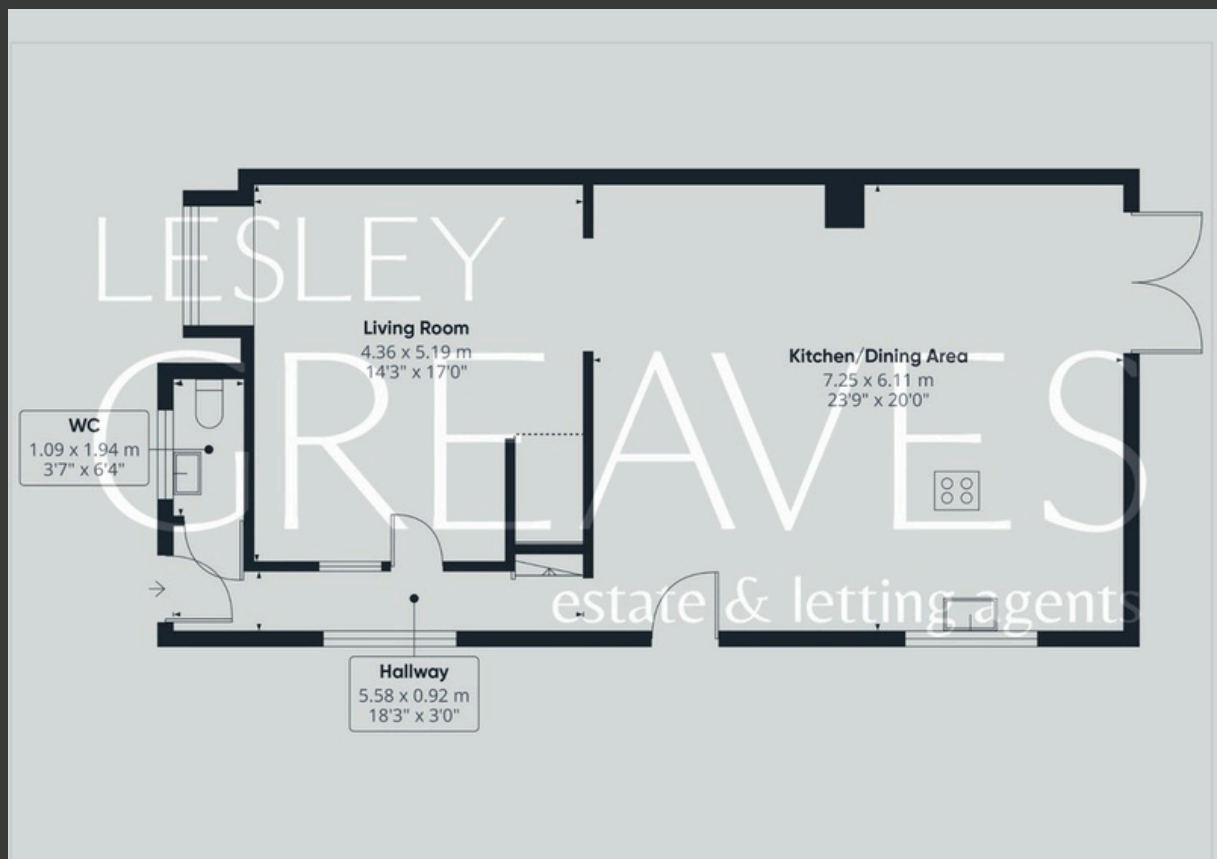 LESLEY
GREAVES
estate & letting agents
Living Room
4.36 x 5.19 m
14'3" x 17'0"
Kitchen/Dining Area
7.25 x 6.11 m
23'9" x 20'0"
WC
1.09 x 1.94 m
3'7" x 6'4"
Hallway
5.58 x 0.92 m
18'3" x 3'0"